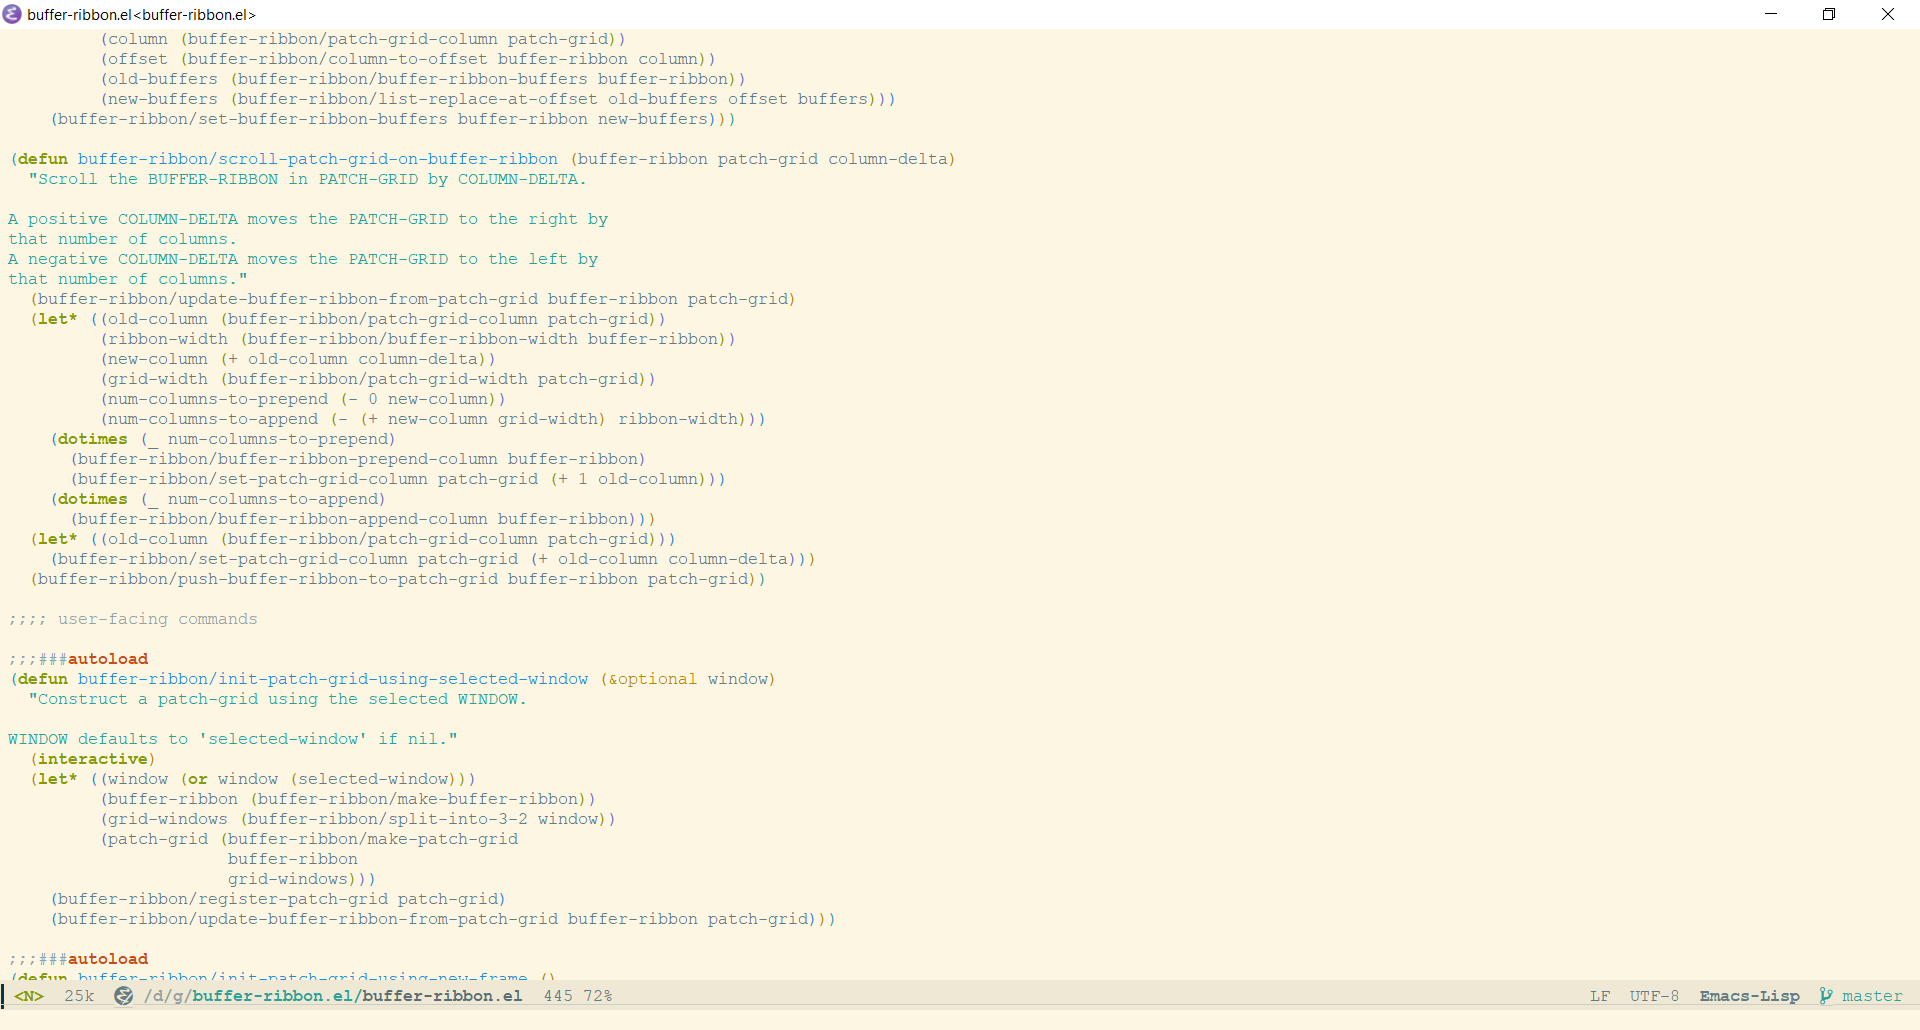 buffer-ribbon.el<buffer-ribbon.el>
(column (buffer-ribbon/patch-grid-column patch-grid))
(offset (buffer-ribbon/column-to-offset buffer-ribbon column))
(old-buffers (buffer-ribbon/buffer-ribbon-buffers buffer-ribbon))
(new-buffers (buffer-ribbon/list-replace-at-offset old-buffers offset buffers)))
(buffer-ribbon/set-buffer-ribbon-buffers buffer-ribbon new-buffers)))
(defun buffer-ribbon/scroll-patch-grid-on-buffer-ribbon (buffer-ribbon patch-grid column-delta)
"Scroll the BUFFER-RIBBON in PATCH-GRID by COLUMN-DELTA.
A positive COLUMN-DELTA moves the PATCH-GRID to the right by
that number of columns.
A negative COLUMN-DELTA moves the PATCH-GRID to the left by
that number of columns."
(buffer-ribbon/update-buffer-ribbon-from-patch-grid buffer-ribbon patch-grid)
(let* ((old-column (buffer-ribbon/patch-grid-column patch-grid))
(ribbon-width (buffer-ribbon/buffer-ribbon-width buffer-ribbon))
(new-column (+ old-column column-delta))
(grid-width (buffer-ribbon/patch-grid-width patch-grid))
(num-columns-to-prepend (- 0 new-column))
(num-columns-to-append (- (+ new-column grid-width) ribbon-width)))
(dotimes (_ num-columns-to-prepend)
(buffer-ribbon/buffer-ribbon-prepend-column buffer-ribbon)
(buffer-ribbon/set-patch-grid-column patch-grid (+ 1 old-column)))
(dotimes (_ num-columns-to-append)
(buffer-ribbon/buffer-ribbon-append-column buffer-ribbon)))
(let* ((old-column (buffer-ribbon/patch-grid-column patch-grid)))
(buffer-ribbon/set-patch-grid-column patch-grid (+ old-column column-delta)))
(buffer-ribbon/push-buffer-ribbon-to-patch-grid buffer-ribbon patch-grid))
;;;; user-facing commands
;;;###autoload
(defun buffer-ribbon/init-patch-grid-using-selected-window (&optional window)
"Construct a patch-grid using the selected WINDOW.
WINDOW defaults to 'selected-window' if nil."
(interactive)
(let* ((window (or window (selected-window)))
(buffer-ribbon (buffer-ribbon/make-buffer-ribbon))
(grid-windows (buffer-ribbon/split-into-3-2 window))
(patch-grid (buffer-ribbon/make-patch-grid
buffer-ribbon
grid-windows)))
(buffer-ribbon/register-patch-grid patch-grid)
(buffer-ribbon/update-buffer-ribbon-from-patch-grid buffer-ribbon patch-grid)))
;;;###autoload
(defun buffer-ribbon/init-patch-grid-using-new-frame ()
<N> 25k /d/g/buffer-ribbon.el/buffer-ribbon.el 445 72% LF UTF-8 Emacs-Lisp master